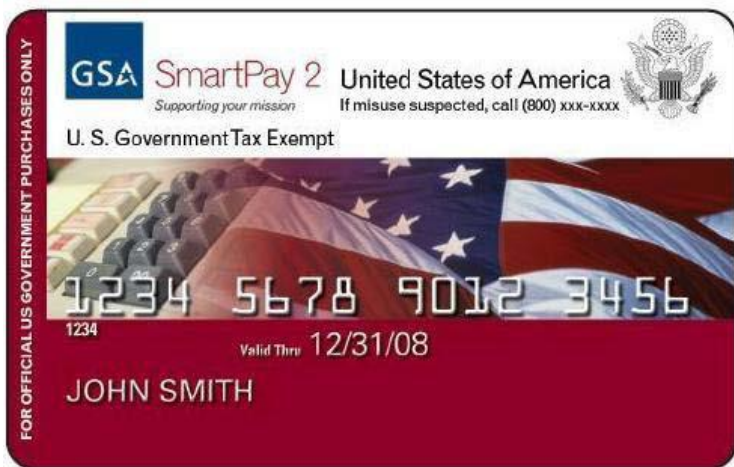 FOR OFFICIAL US GOVERNMENT PURCHASES ONLY
GSA SmartPay 2
Supporting your mission
United States of America
If misuse suspected, call (800) xxx-xxxx
U. S. Government Tax Exempt
1234 5678 9012 3456
1234
Valid Thru 12/31/08
JOHN SMITH